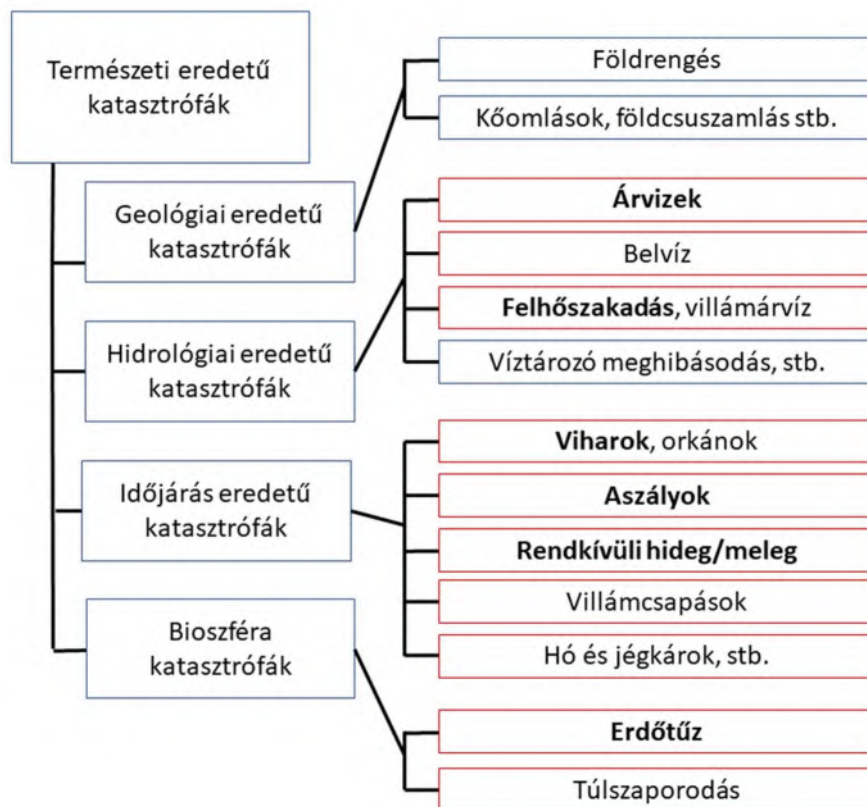 Természeti eredetű
katasztrófák
Földrengés
Kőomlások, földcsuszamlás stb.
Geológiai eredetű
katasztrófák
Árvizek
Belvíz
Felhőszakadás, villámárvíz
Víztározó meghibásodás, stb.
Hidrológiai eredetű
katasztrófák
Viharok, orkánok
Aszályok
Rendkívüli hideg/meleg
Villámcsapások
Hó és jégkárok, stb.
Időjárás eredetű
katasztrófák
Bioszféra
katasztrófák
Erdőtűz
Túlszaporodás